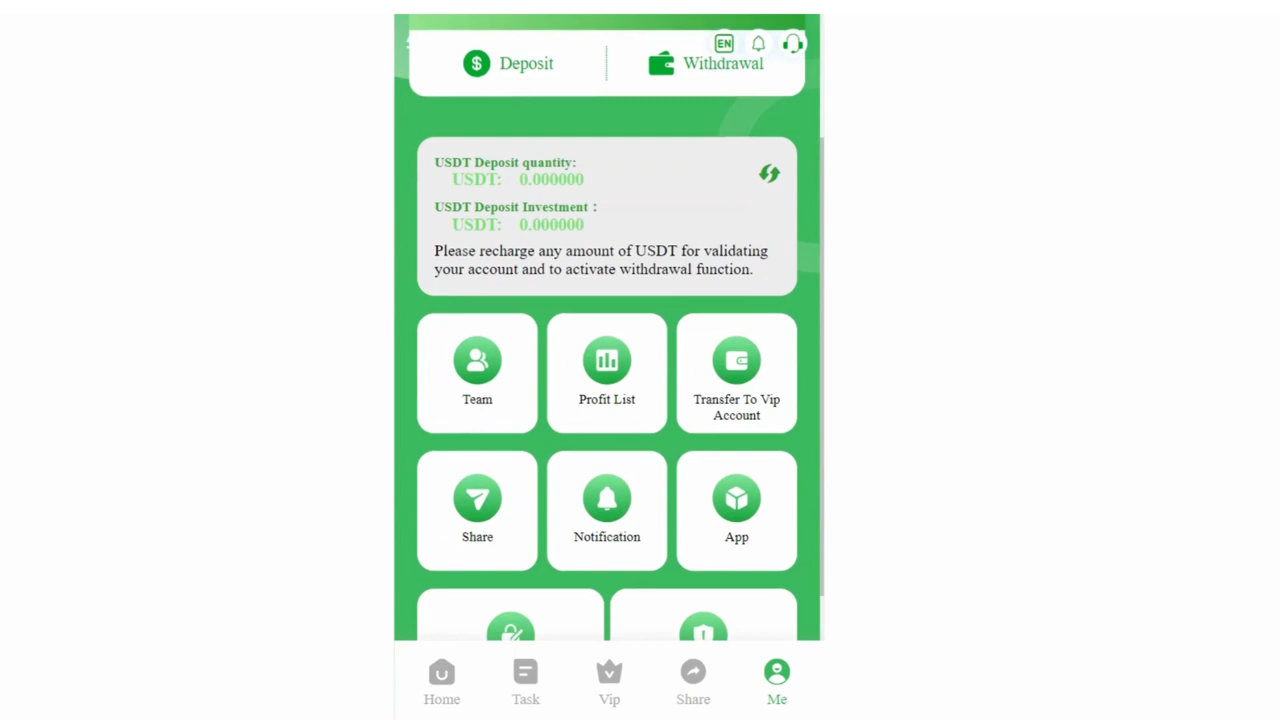 EN
Deposit
Withdrawal
USDT Deposit quantity:
USDT: 0.000000
USDT Deposit Investment :
USDT: 0.000000
Please recharge any amount of USDT for validating
your account and to activate withdrawal function.
Team
Profit List
Transfer To Vip
Account
Share
Notification
App
Home
Task
Vip
Share
Me